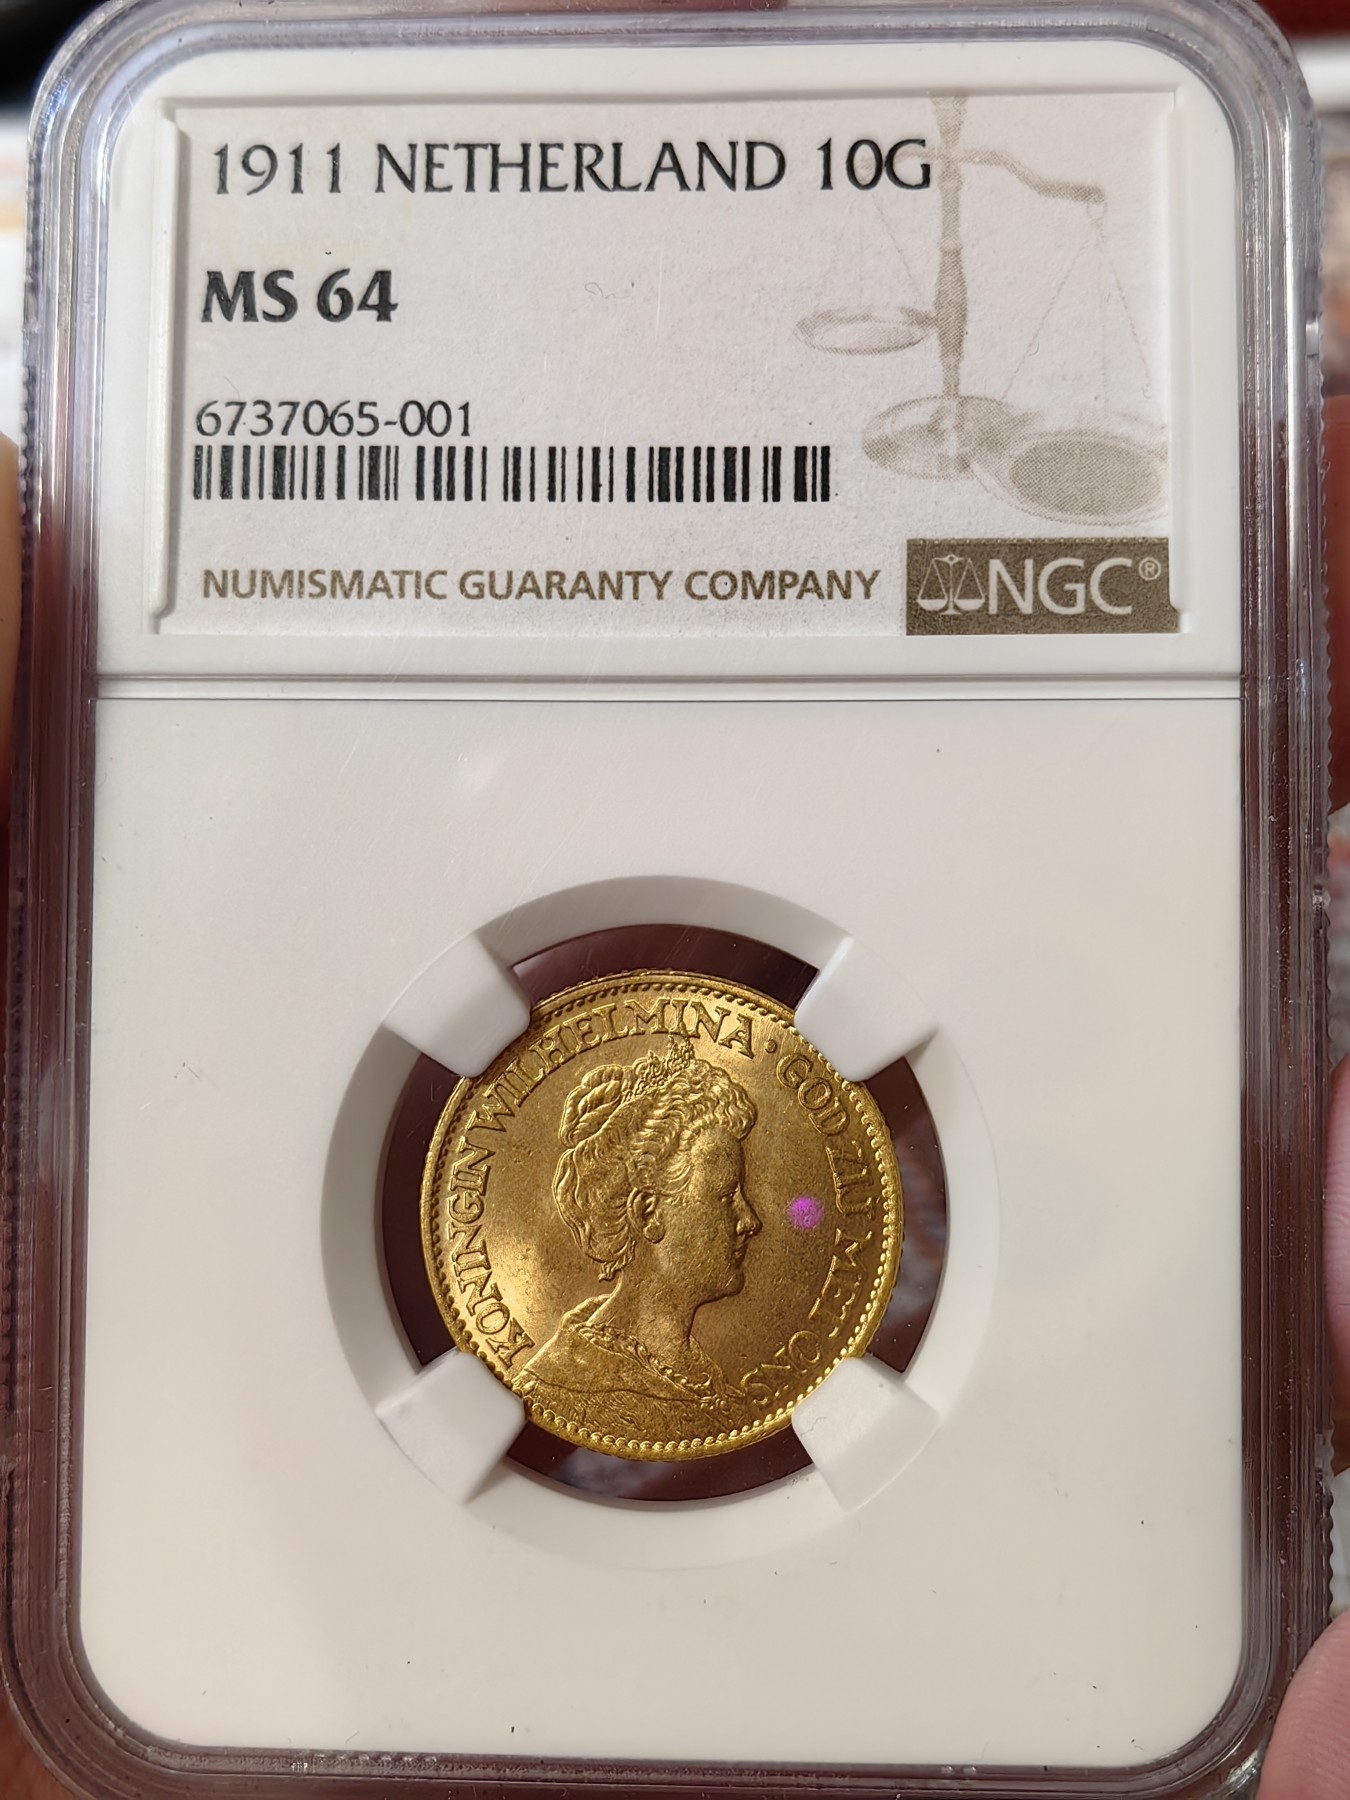 1911 NETHERLAND 10G
MS 64
6737065-001
NUMISMATIC GUARANTY COMPANY
NGC®
KONINGIN WILHELMINA · GOD ZIJ MET ONS